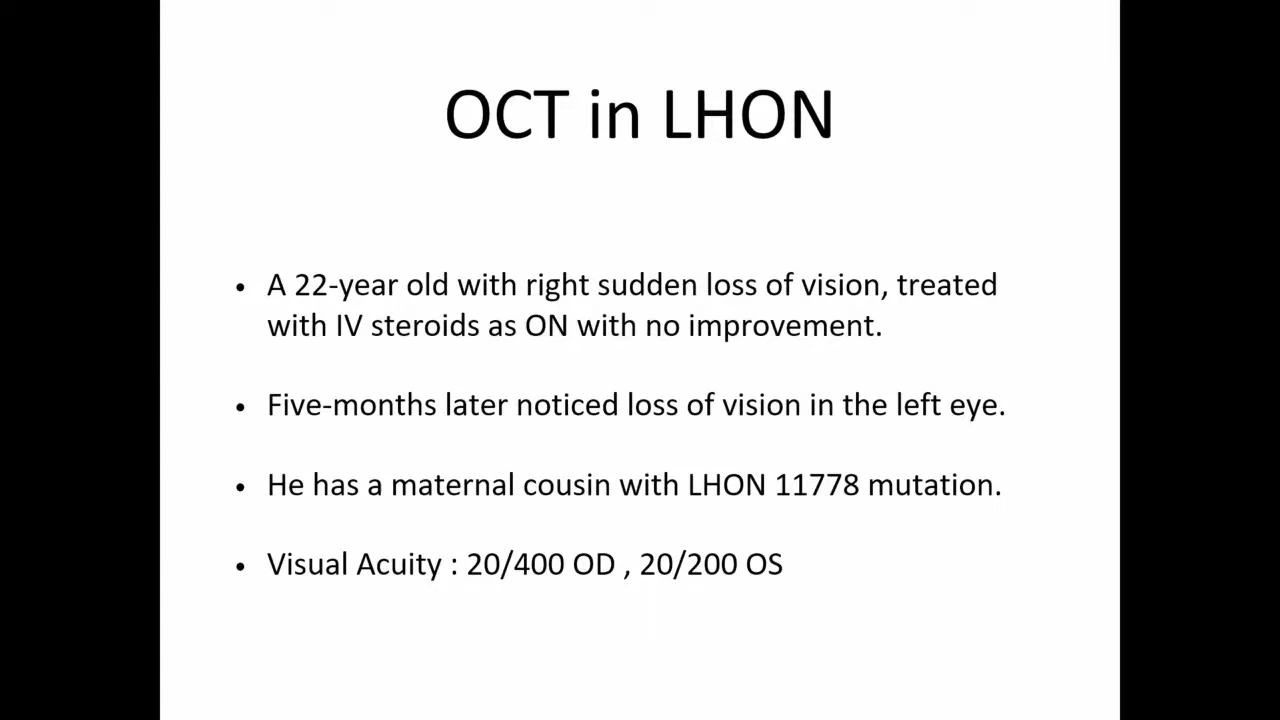 OCT in LHON
• A 22-year old with right sudden loss of vision, treated
with IV steroids as ON with no improvement.
• Five-months later noticed loss of vision in the left eye.
• He has a maternal cousin with LHON 11778 mutation.
• Visual Acuity : 20/400 OD , 20/200 OS